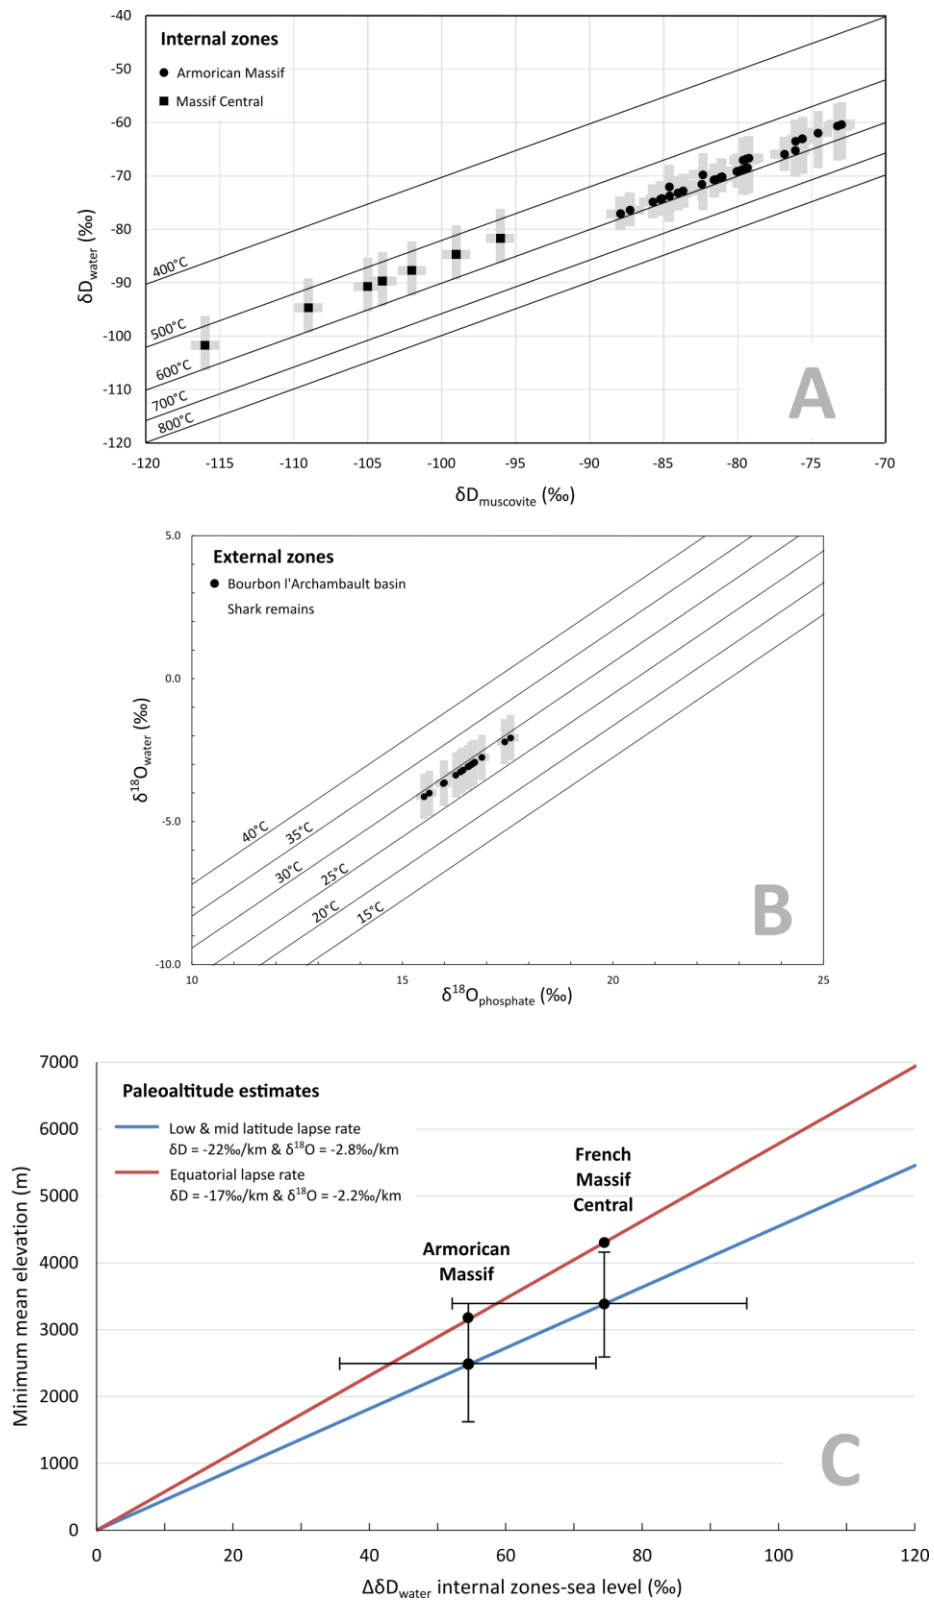 Internal zones
Armorican Massif
Massif Central
-40
-50
-60
-70
-80
-90
-100
-110
-120
δD_water (‰)
400°C
500°C
600°C
700°C
800°C
A
-120 -115 -110 -105 -100 -95 -90 -85 -80 -75 -70
δD_muscovite (‰)
External zones
Bourbon l'Archambault basin
Shark remains
5.0
0.0
-5.0
-10.0
δ¹⁸O_water (‰)
40°C
35°C
30°C
25°C
20°C
15°C
B
10 15 20 25
δ¹⁸O_phosphate (‰)
Paleoaltitude estimates
Low & mid latitude lapse rate
δD = -22‰/km & δ¹⁸O = -2.8‰/km
Equatorial lapse rate
δD = -17‰/km & δ¹⁸O = -2.2‰/km
French
Massif
Central
Armorican
Massif
7000
6000
5000
4000
3000
2000
1000
0
Minimum mean elevation (m)
C
0 20 40 60 80 100 120
ΔδD_water internal zones-sea level (‰)